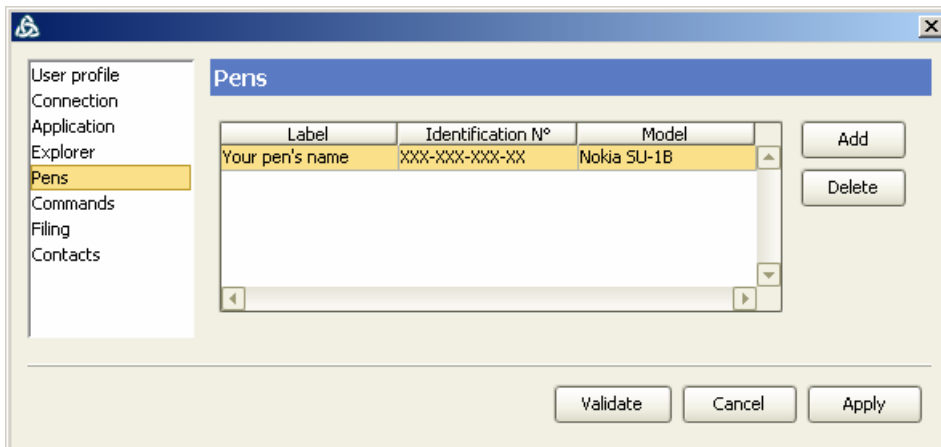 User profile
Connection
Application
Explorer
Pens
Commands
Filing
Contacts
Pens
Label Identification N° Model
Your pen's name XXX-XXX-XXX-XX Nokia SU-1B
Add
Delete
Validate Cancel Apply